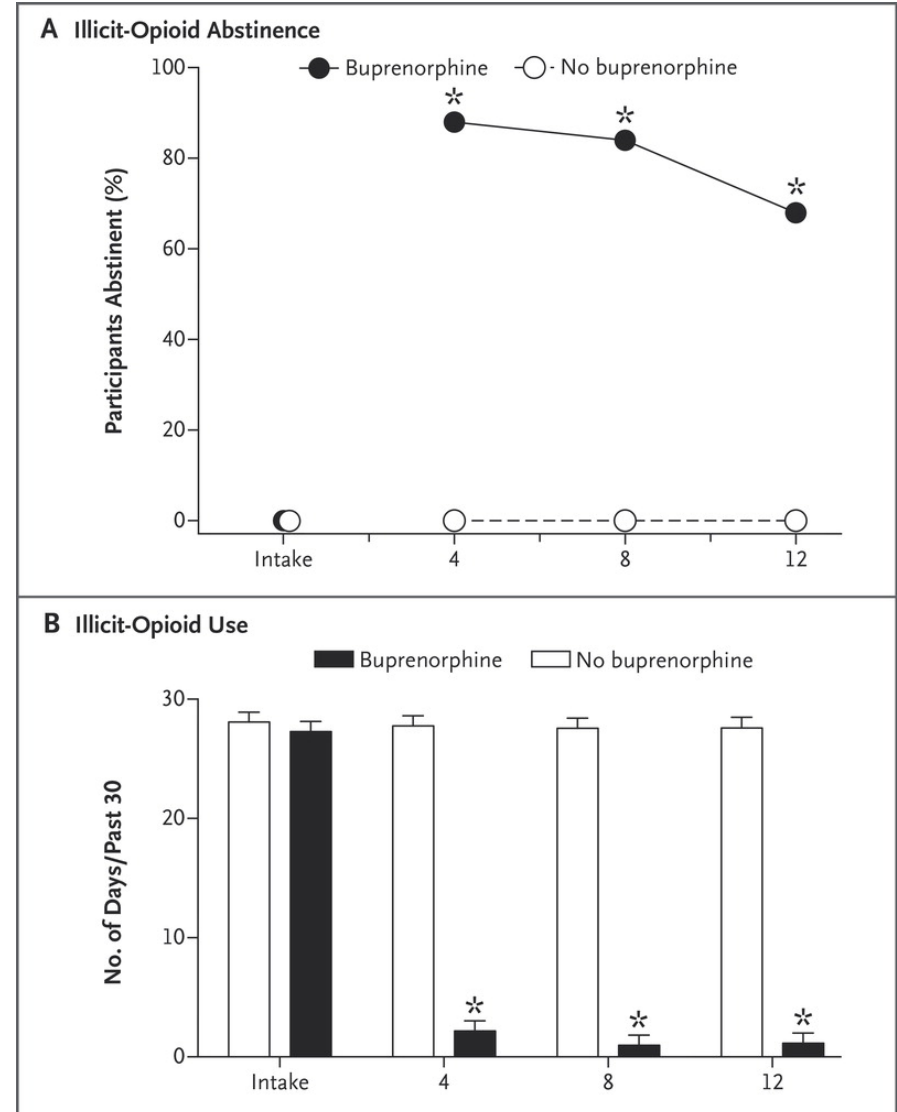 A Illicit-Opioid Abstinence
Buprenorphine No buprenorphine
Participants Abstinent (%)
100
80
60
40
20
0
* * *
Intake 4 8 12
B Illicit-Opioid Use
Buprenorphine No buprenorphine
No. of Days/Past 30
30
20
10
0
* * *
Intake 4 8 12